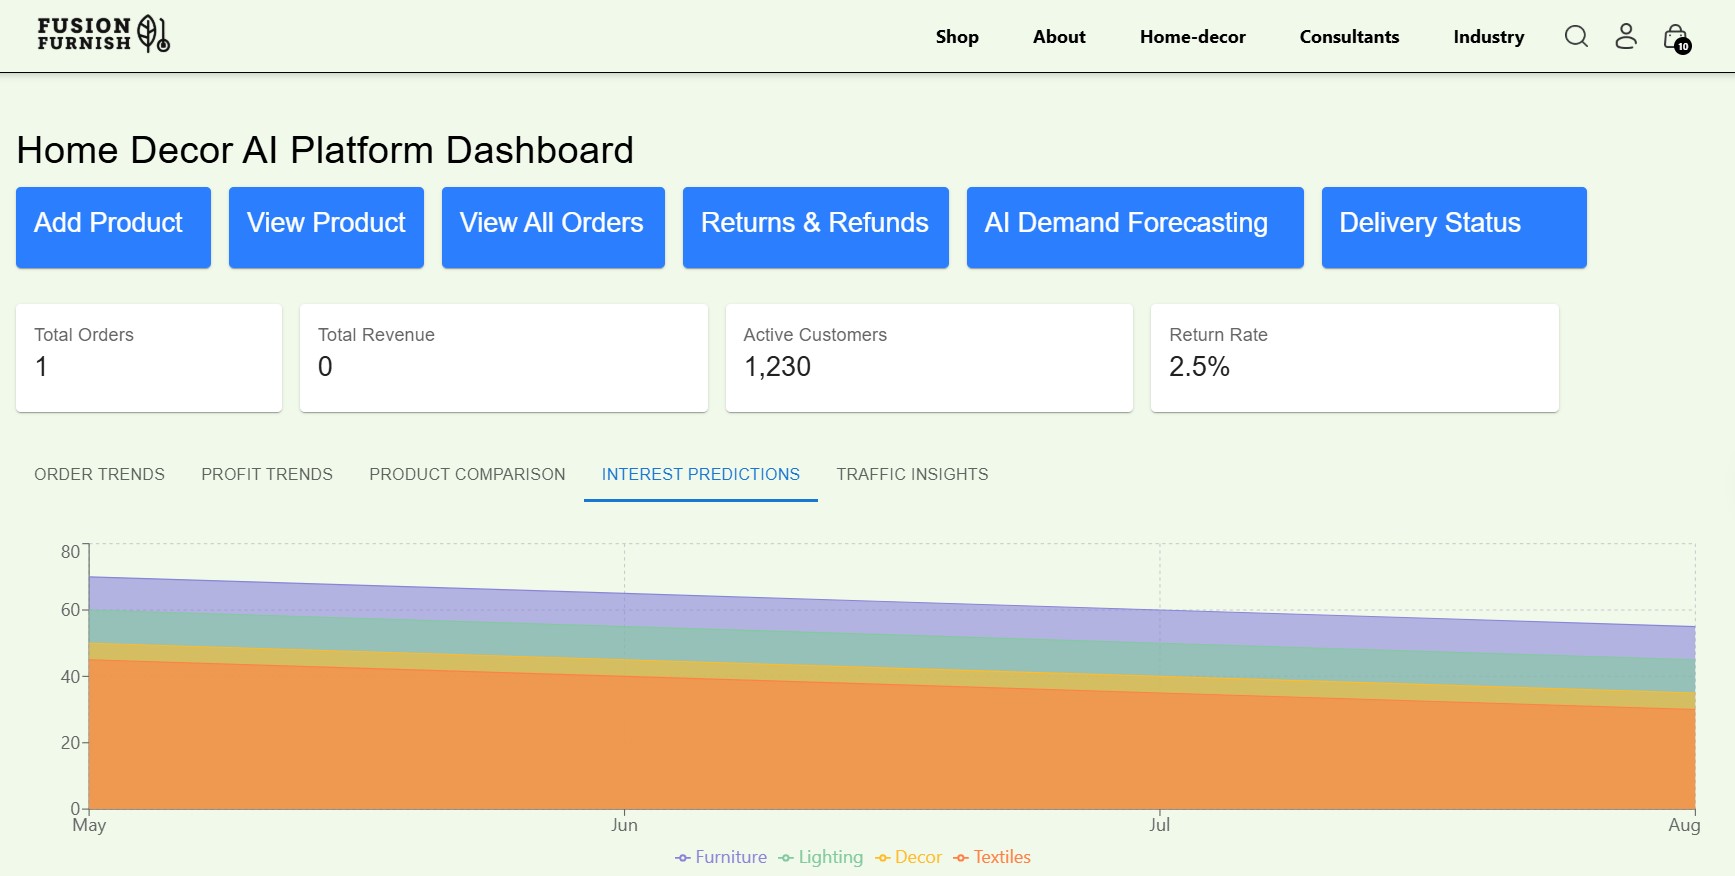 FUSION
FURNISH
Shop About Home-decor Consultants Industry 10
Home Decor AI Platform Dashboard
Add Product View Product View All Orders Returns & Refunds AI Demand Forecasting Delivery Status
Total Orders Total Revenue Active Customers Return Rate
1 0 1,230 2.5%
ORDER TRENDS PROFIT TRENDS PRODUCT COMPARISON INTEREST PREDICTIONS TRAFFIC INSIGHTS
80
60
40
20
0
May Jun Jul Aug
Furniture Lighting Decor Textiles